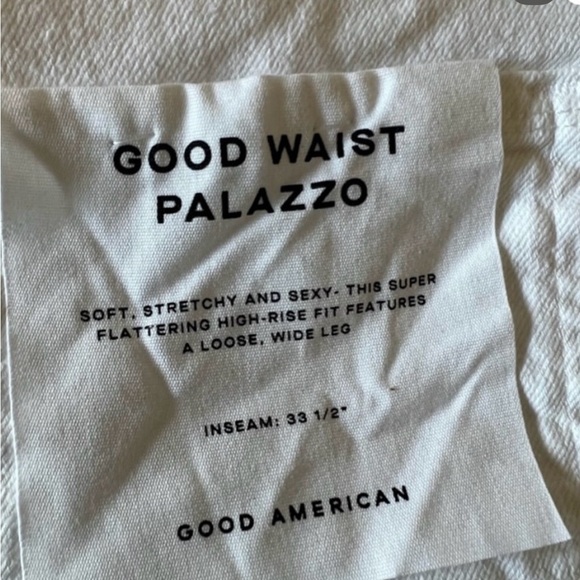 GOOD WAIST
PALAZZO
SOFT, STRETCHY AND SEXY- THIS SUPER
FLATTERING HIGH-RISE FIT FEATURES
A LOOSE, WIDE LEG
INSEAM: 33 1/2"
GOOD AMERICAN